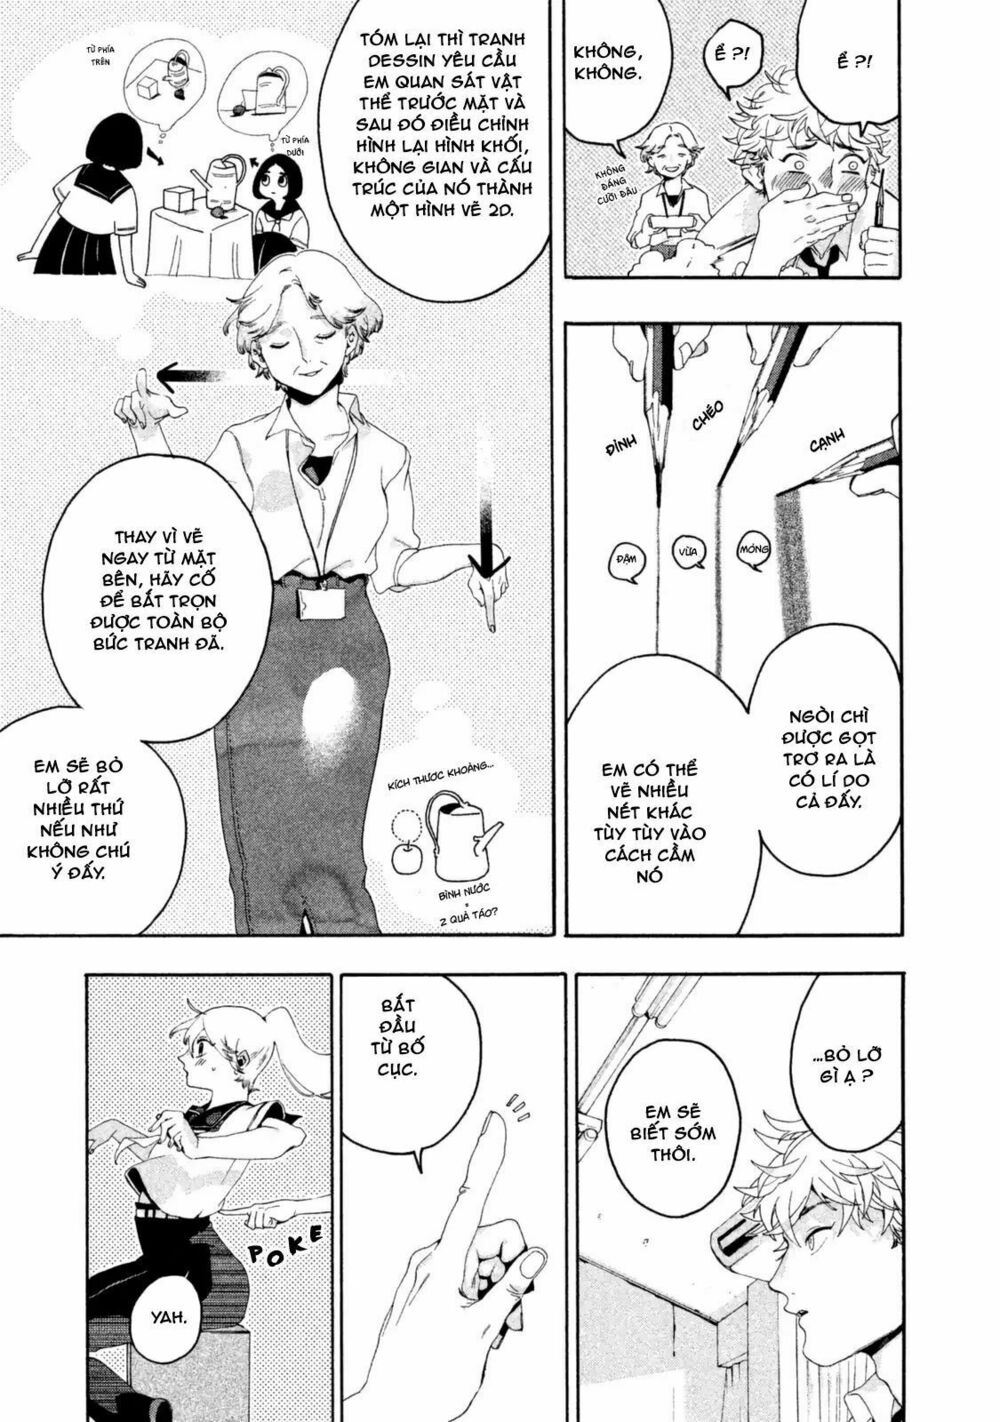 Ể ?!
Ể ?!
KHÔNG,
KHÔNG.
KHÔNG
ĐÁNG
CƯỜI ĐÂU
ĐỈNH
CHÉO
CẠNH
ĐẬM
VỪA
MỎNG
NGÒI CHÌ
ĐƯỢC GỌT
TRƠ RA LÀ
CÓ LÍ DO
CẢ ĐẤY.
EM CÓ THỂ
VẼ NHIỀU
NÉT KHÁC
TÙY TÙY VÀO
CÁCH CẦM
NÓ
TÓM LẠI THÌ TRANH
DESSIN YÊU CẦU
EM QUAN SÁT VẬT
THỂ TRƯỚC MẶT VÀ
SAU ĐÓ ĐIỀU CHỈNH
HÌNH LẠI HÌNH KHỐI,
KHÔNG GIAN VÀ CẤU
TRÚC CỦA NÓ THÀNH
MỘT HÌNH VẼ 2D.
TỪ PHÍA
TRÊN
TỪ PHÍA
DƯỚI
THAY VÌ VẼ
NGAY TỪ MẶT
BÊN, HÃY CỐ
ĐỂ BẮT TRỌN
ĐƯỢC TOÀN BỘ
BỨC TRANH ĐÃ.
EM SẼ BỎ
LỠ RẤT
NHIỀU THỨ
NẾU NHƯ
KHÔNG CHÚ
Ý ĐẤY.
KÍCH THƯỚC KHOẢNG...
BÌNH NƯỚC
=
2 QUẢ TÁO?
...BỎ LỠ
GÌ Ạ ?
EM SẼ
BIẾT SỚM
THÔI.
BẮT
ĐẦU
TỪ BỐ
CỤC.
POKE
YAH.